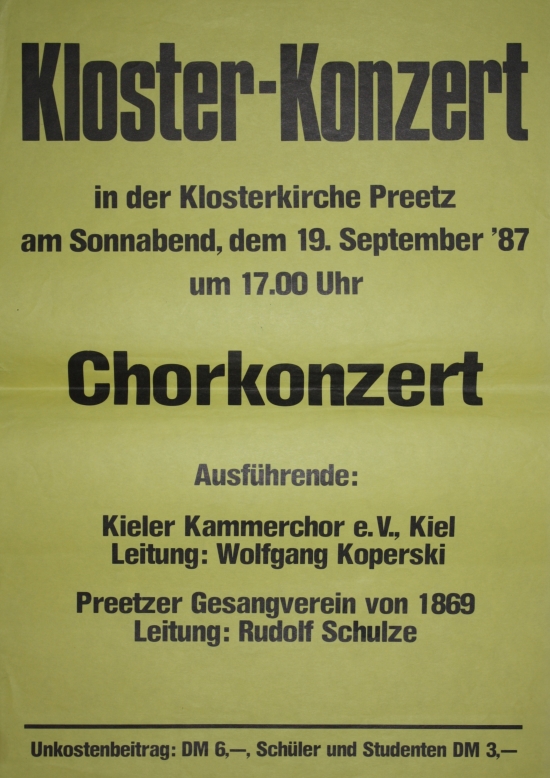 Kloster-Konzert
in der Klosterkirche Preetz
am Sonnabend, dem 19. September '87
um 17.00 Uhr
Chorkonzert
Ausführende:
Kieler Kammerchor e.V., Kiel
Leitung: Wolfgang Koperski
Preetzer Gesangverein von 1869
Leitung: Rudolf Schulze
Unkostenbeitrag: DM 6,—, Schüler und Studenten DM 3,—